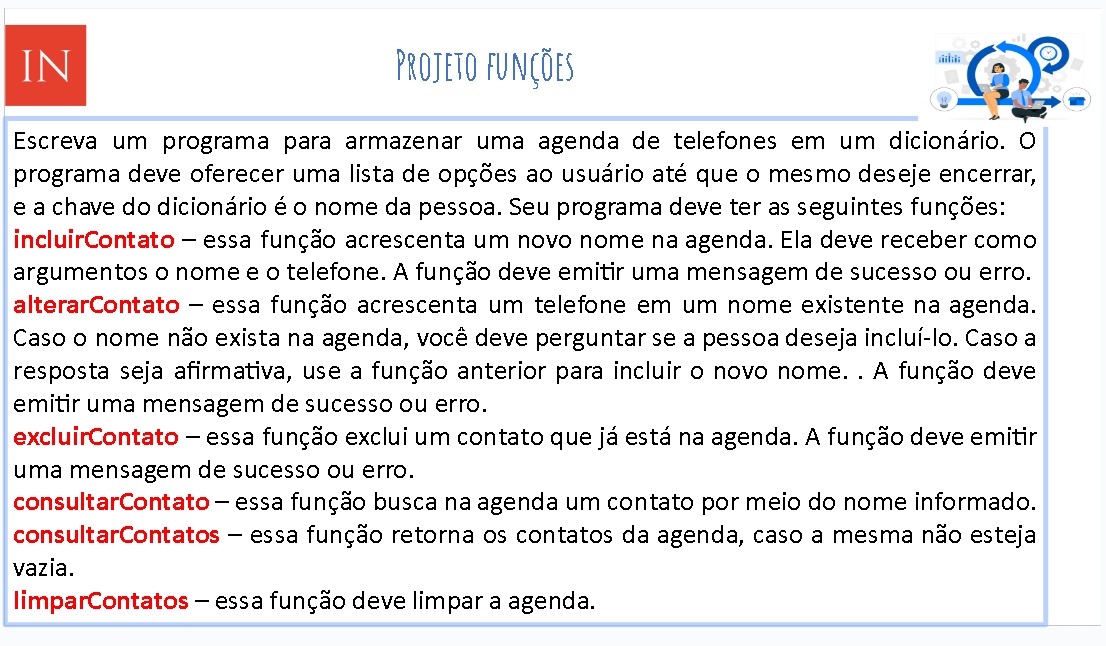 IN
Projeto funções
Escreva um programa para armazenar uma agenda de telefones em um dicionário. O
programa deve oferecer uma lista de opções ao usuário até que o mesmo deseje encerrar,
e a chave do dicionário é o nome da pessoa. Seu programa deve ter as seguintes funções:
incluirContato – essa função acrescenta um novo nome na agenda. Ela deve receber como
argumentos o nome e o telefone. A função deve emitir uma mensagem de sucesso ou erro.
alterarContato – essa função acrescenta um telefone em um nome existente na agenda.
Caso o nome não exista na agenda, você deve perguntar se a pessoa deseja incluí-lo. Caso a
resposta seja afirmativa, use a função anterior para incluir o novo nome. . A função deve
emitir uma mensagem de sucesso ou erro.
excluirContato – essa função exclui um contato que já está na agenda. A função deve emitir
uma mensagem de sucesso ou erro.
consultarContato – essa função busca na agenda um contato por meio do nome informado.
consultarContatos – essa função retorna os contatos da agenda, caso a mesma não esteja
vazia.
limparContatos – essa função deve limpar a agenda.